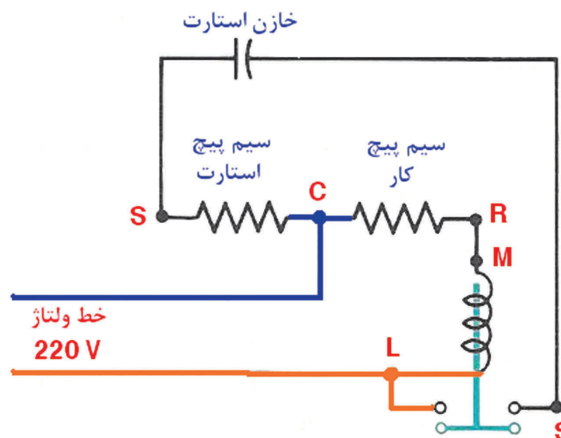 خازن استارت
سیم پیچ
استارت
سیم پیچ
کار
C
S
R
M
خط ولتاژ
220 V
L
S